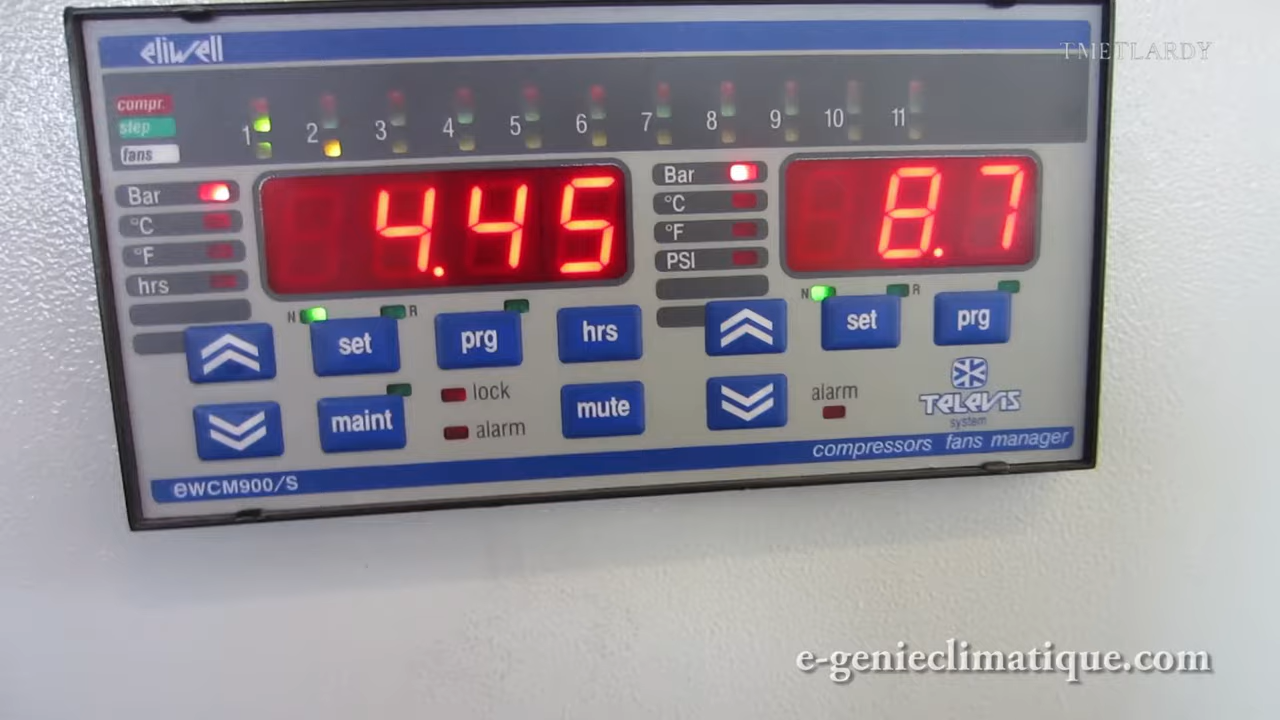 eliwell
TMETLARDY
compr.
step
fans
1 2 3 4 5 6 7 8 9 10 11
Bar
°C
°F
hrs
4.45
Bar
°C
°F
PSI
8.7
N R
set
prg
hrs
N R
set
prg
maint
lock
alarm
mute
alarm
TELEVIS
system
compressors fans manager
eWCM900/S
e-genieclimatique.com